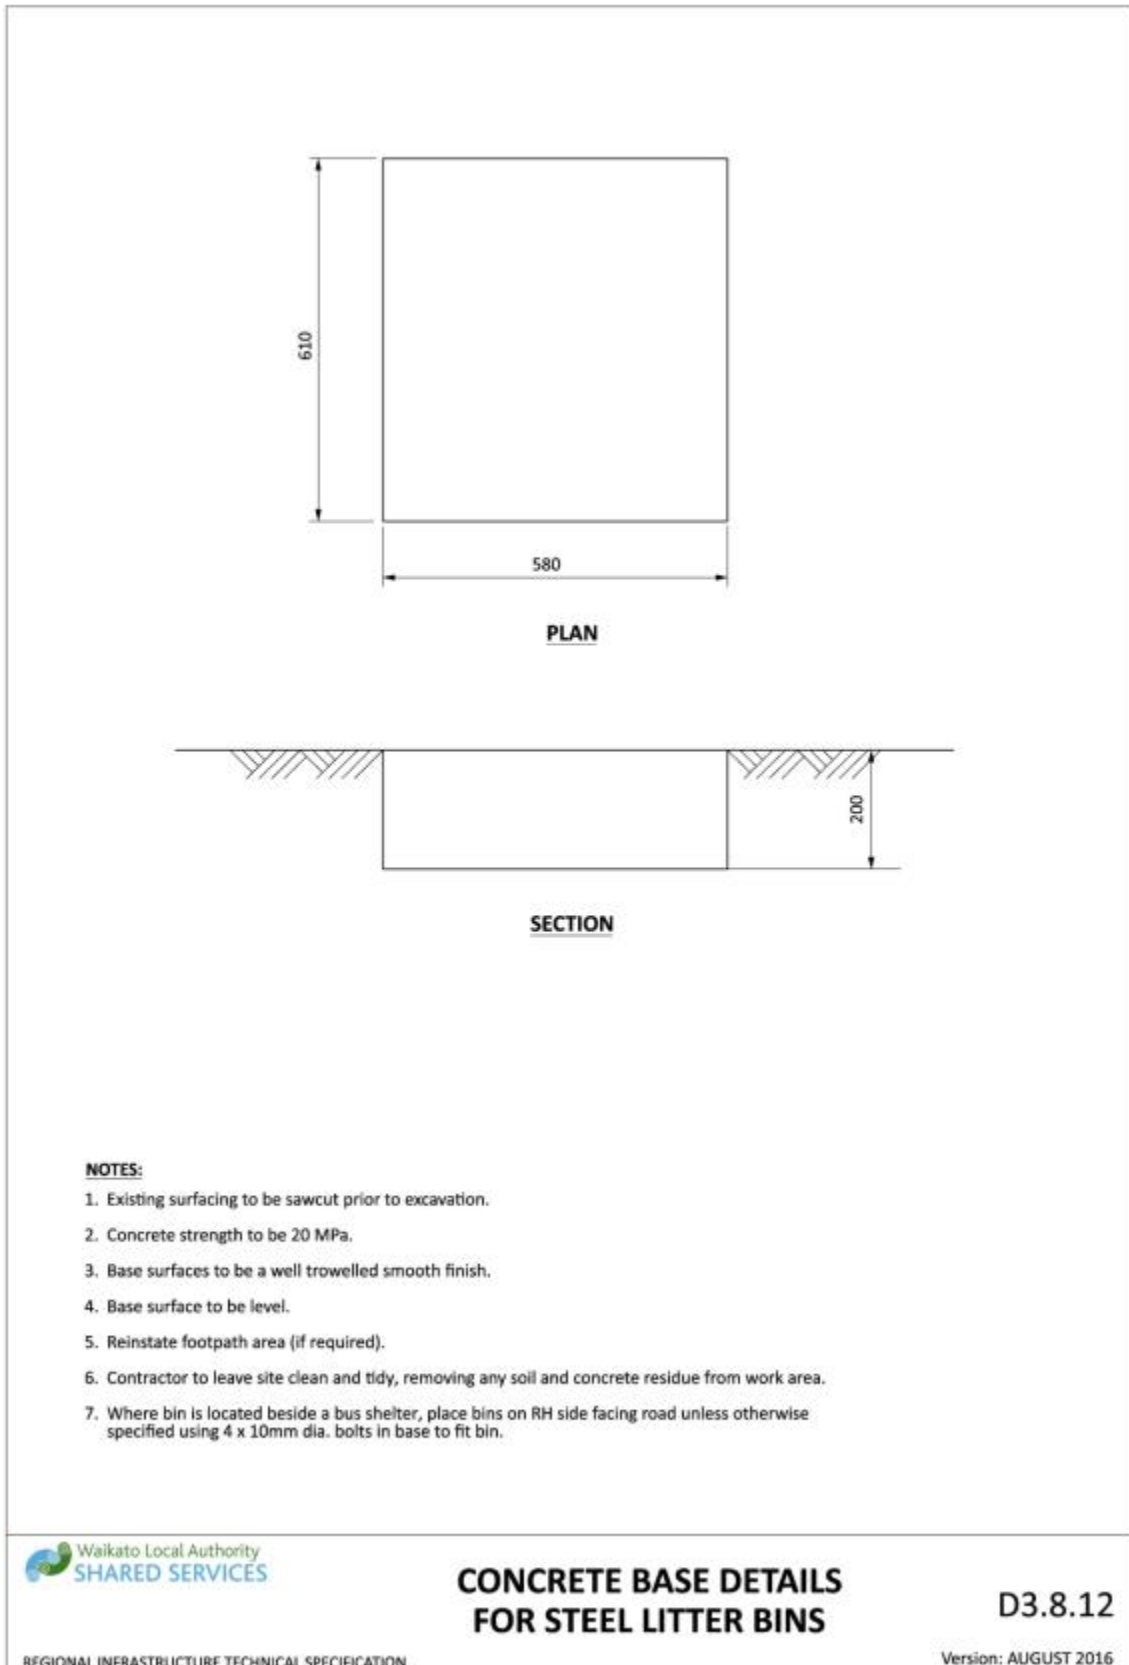 610
580
PLAN
200
SECTION
NOTES:
1. Existing surfacing to be sawcut prior to excavation.
2. Concrete strength to be 20 MPa.
3. Base surfaces to be a well trowelled smooth finish.
4. Base surface to be level.
5. Reinstate footpath area (if required).
6. Contractor to leave site clean and tidy, removing any soil and concrete residue from work area.
7. Where bin is located beside a bus shelter, place bins on RH side facing road unless otherwise
specified using 4 x 10mm dia. bolts in base to fit bin.
Waikato Local Authority
SHARED SERVICES
CONCRETE BASE DETAILS
FOR STEEL LITTER BINS
D3.8.12
REGIONAL INFRASTRUCTURE TECHNICAL SPECIFICATION
Version: AUGUST 2016